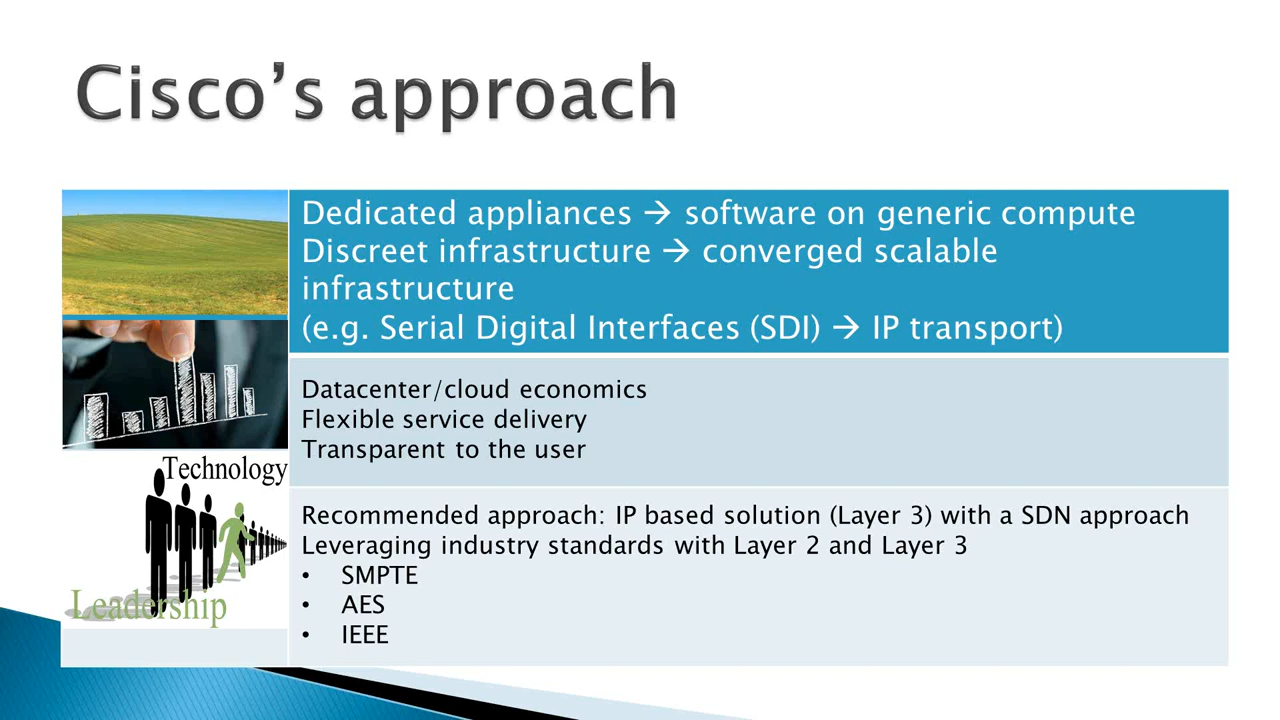 Cisco's approach
Dedicated appliances → software on generic compute
Discreet infrastructure → converged scalable
infrastructure
(e.g. Serial Digital Interfaces (SDI) → IP transport)
Datacenter/cloud economics
Flexible service delivery
Transparent to the user
Technology
Leadership
Recommended approach: IP based solution (Layer 3) with a SDN approach
Leveraging industry standards with Layer 2 and Layer 3
• SMPTE
• AES
• IEEE